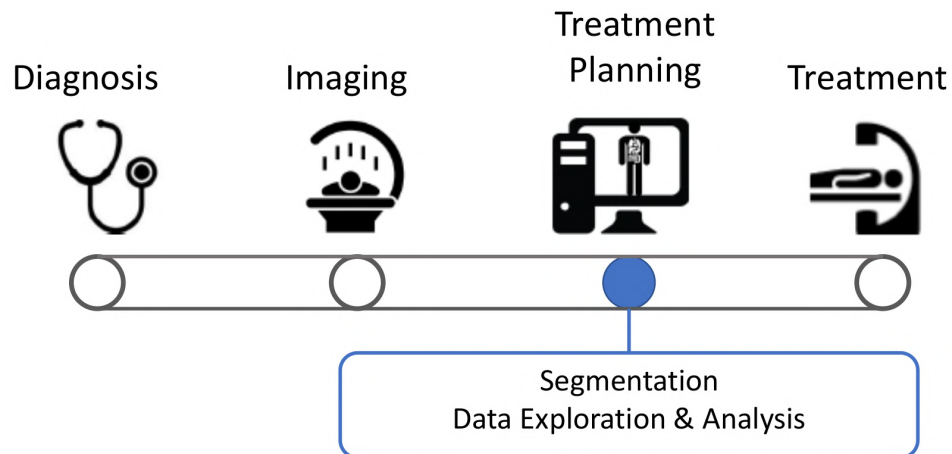 Diagnosis
Imaging
Treatment
Planning
Treatment
Segmentation
Data Exploration & Analysis